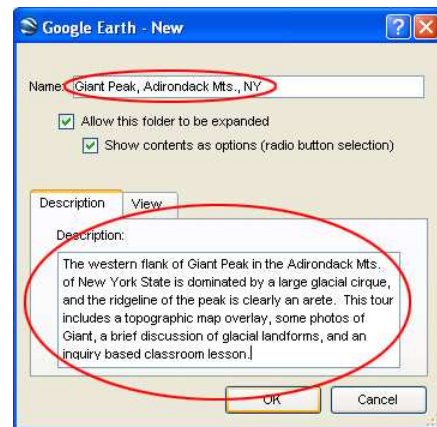 Google Earth - New
Name: Giant Peak, Adirondack Mts., NY
Allow this folder to be expanded
Show contents as options (radio button selection)
Description View
Description:
The western flank of Giant Peak in the Adirondack Mts.
of New York State is dominated by a large glacial cirque,
and the ridgeline of the peak is clearly an arete. This tour
includes a topographic map overlay, some photos of
Giant, a brief discussion of glacial landforms, and an
inquiry based classroom lesson.
OK Cancel